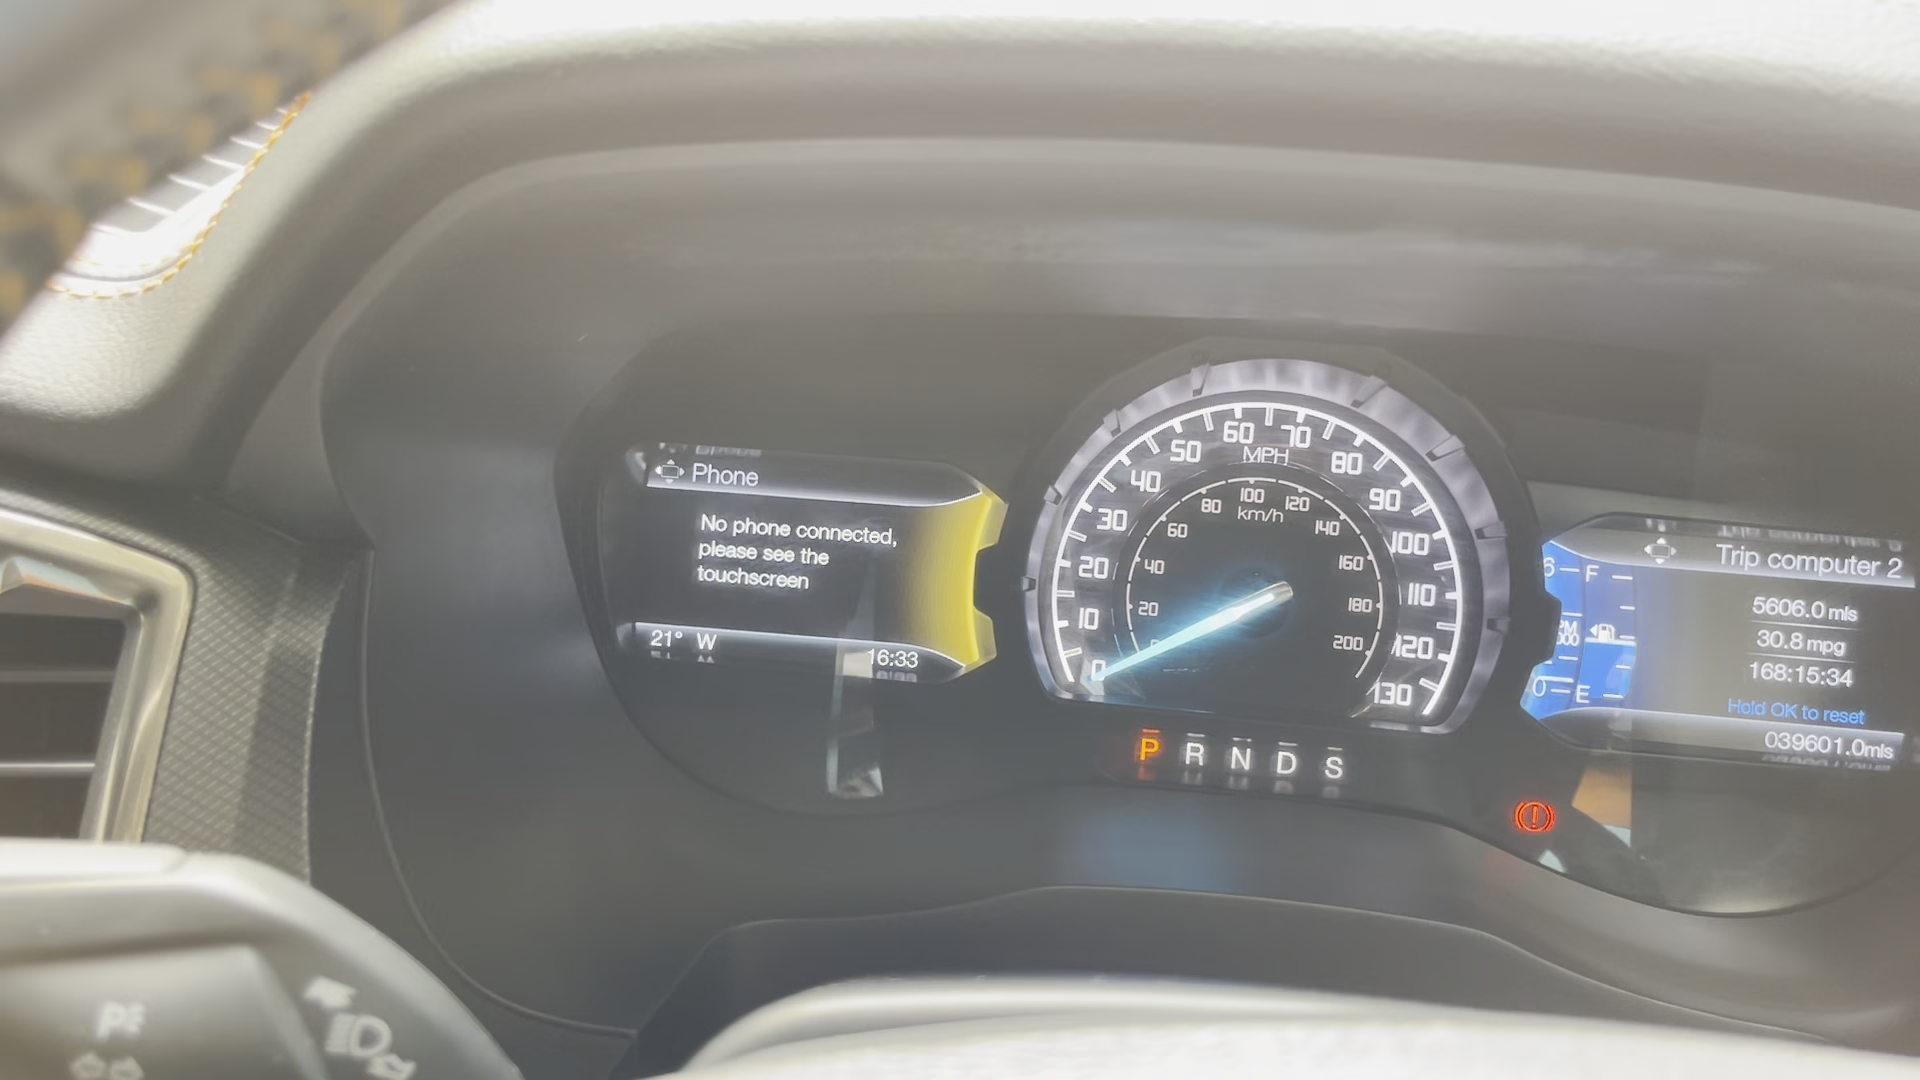 Phone
No phone connected,
please see the
touchscreen
21° W
16:33
MPH
0 10 20 30 40 50 60 70 80 90 100 110 120 130
km/h
20 40 60 80 100 120 140 160 180 200
P R N D S
Trip computer 2
5606.0 mls
30.8 mpg
168:15:34
Hold OK to reset
039601.0mls
6 F
0 E